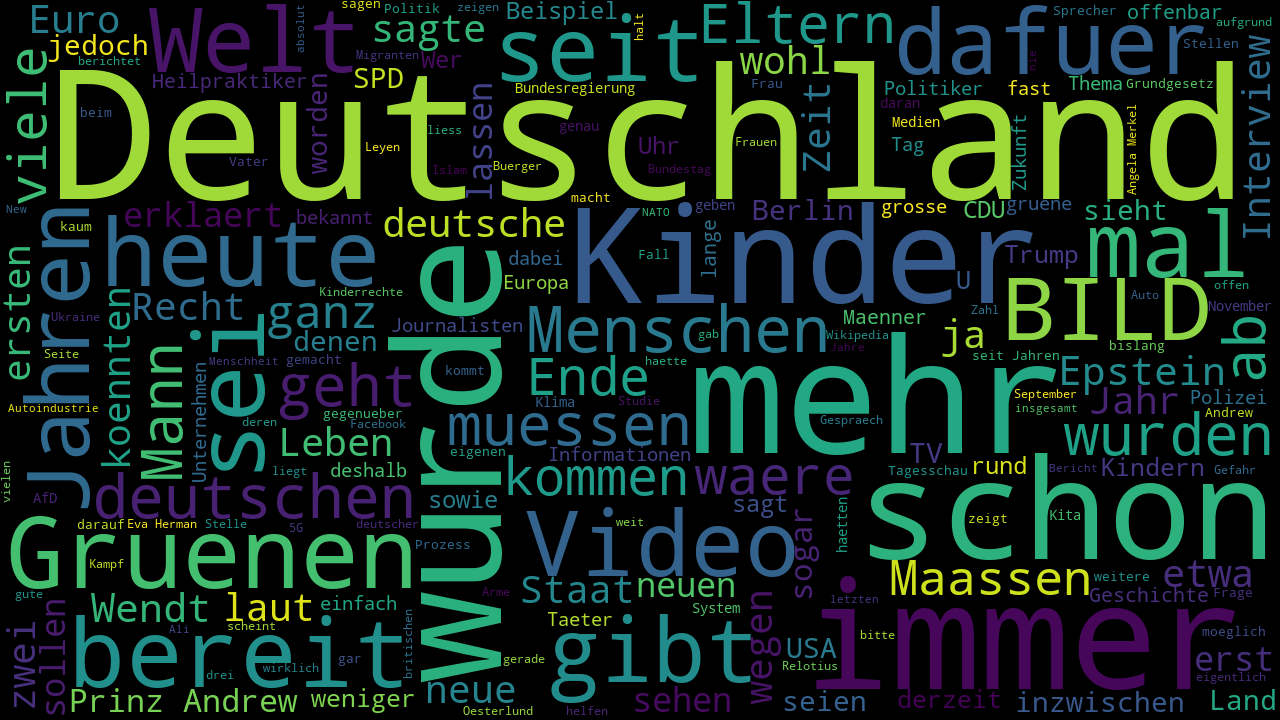 sagen Politik zeigen Beispiel Sprecher offenbar
Euro Welt sagte seit halt Eltern dafuer aufgrund
jedoch absolut Migranten Wer wohl Stellen
berichtet Heilpraktiker SPD Bundesregierung Frau Politiker fast Thema Grundgesetz
viele Deutschland Interview
beim worden liess lassen genau Uhr Frauen Zeit daran Medien Tag Zukunft Angela Merkel
Vater Leyen Islam Buerger Bundestag nie
New erklaert bekannt macht NATO geben Berlin grosse CDU gruene sieht
kaum Jahren heute deutsche wurde Kinder lange mal
ersten dabei Fall Trump offen
Kinderrechte Europa U BILD Auto November
Ukraine koennten Recht sei ganz Journalisten Menschen Maenner Zahl ab
Seite Mann denen gab Wikipedia ja bislang
Menschheit gemacht haette Jahre seit Jahren
Unternehmen geht kommt Ende mehr Epstein
Autoindustrie gegenueber Klima Studie September Jahr Polizei
deren Facebook muessen Gespraech insgesamt Andrew
Leben eigenen Informationen TV wurden
vielen liegt deshalb kommen waere Tagesschau rund Bericht Kindern Gefahr
AfD deutschen sowie sagt schon
darauf Eva Herman Stelle 5G deutscher weit haetten zeigt Kita
Gruenen Prozess Video sogar
Kampf Maassen weitere etwa
gute Arme Staat neuen Geschichte Frage
zwei sollen Wendt laut einfach System letzten immer
Ali scheint britischen Taeter wegen bitte moeglich
bereit gibt USA erst
drei wirklich gar gerade Relotius eigentlich
Prinz Andrew weniger neue sehen seien derzeit inzwischen Land
Oesterlund helfen